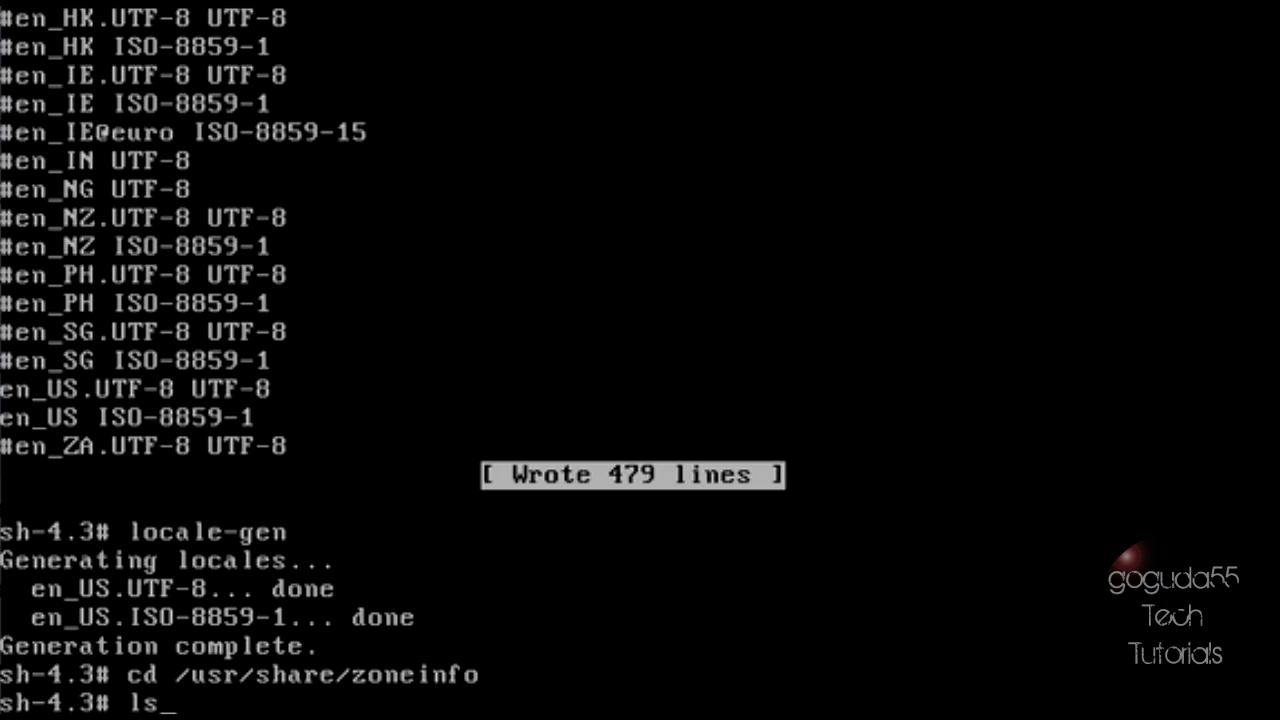 #en_HK.UTF-8 UTF-8
#en_HK ISO-8859-1
#en_IE.UTF-8 UTF-8
#en_IE ISO-8859-1
#en_IE@euro ISO-8859-15
#en_IN UTF-8
#en_NG UTF-8
#en_NZ.UTF-8 UTF-8
#en_NZ ISO-8859-1
#en_PH.UTF-8 UTF-8
#en_PH ISO-8859-1
#en_SG.UTF-8 UTF-8
#en_SG ISO-8859-1
en_US.UTF-8 UTF-8
en_US ISO-8859-1
#en_ZA.UTF-8 UTF-8
[ Wrote 479 lines ]
sh-4.3# locale-gen
Generating locales...
en_US.UTF-8... done
en_US.ISO-8859-1... done
Generation complete.
sh-4.3# cd /usr/share/zoneinfo
sh-4.3# ls_
goguda55
Tech
Tutorials